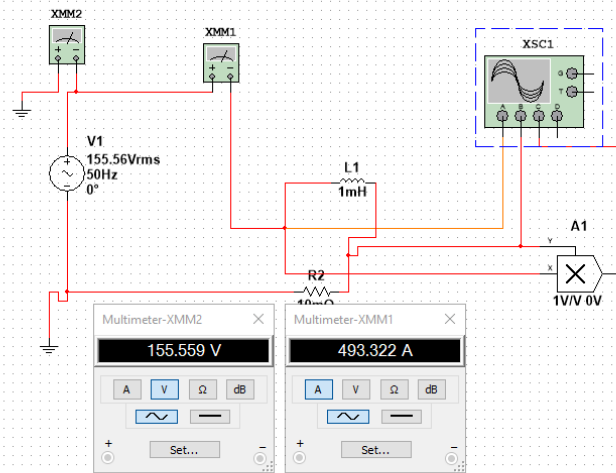 XMM2
XMM1
XSC1
G
T
A
B
C
D
V1
155.56Vrms
50Hz
0°
L1
1mH
A1
Y
X
1V/V 0V
R2
Multimeter-XMM2
155.559 V
A V Ω dB
Set...
+
−
Multimeter-XMM1
493.322 A
A V Ω dB
Set...
+
−